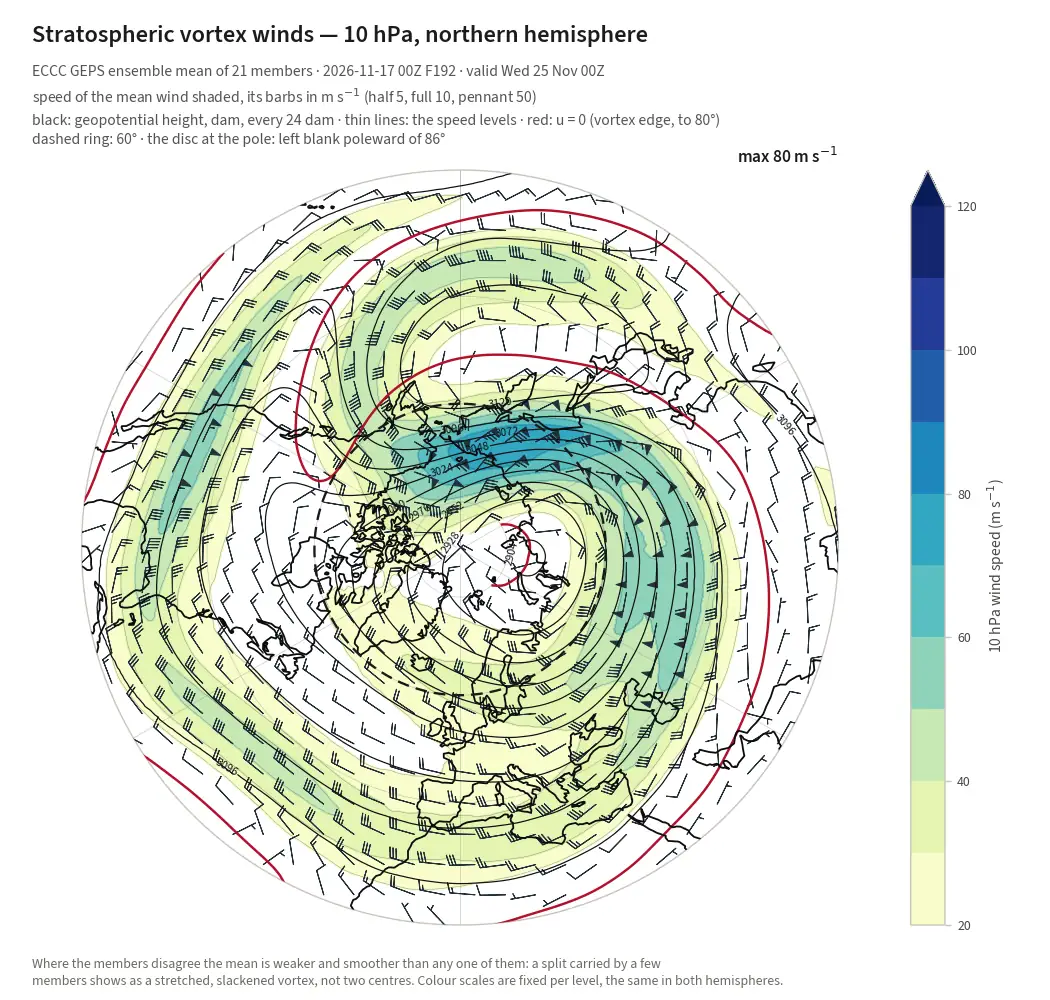 Stratospheric vortex winds — 10 hPa, northern hemisphere
ECCC GEPS ensemble mean of 21 members · 2026-11-17 00Z F192 · valid Wed 25 Nov 00Z
speed of the mean wind shaded, its barbs in m s⁻¹ (half 5, full 10, pennant 50)
black: geopotential height, dam, every 24 dam · thin lines: the speed levels · red: u = 0 (vortex edge, to 80°)
dashed ring: 60° · the disc at the pole: left blank poleward of 86°
max 80 m s⁻¹
120
100
80
60
40
20
10 hPa wind speed (m s⁻¹)
3120
3072
3048
3024
2928
3096
3096
Where the members disagree the mean is weaker and smoother than any one of them: a split carried by a few
members shows as a stretched, slackened vortex, not two centres. Colour scales are fixed per level, the same in both hemispheres.